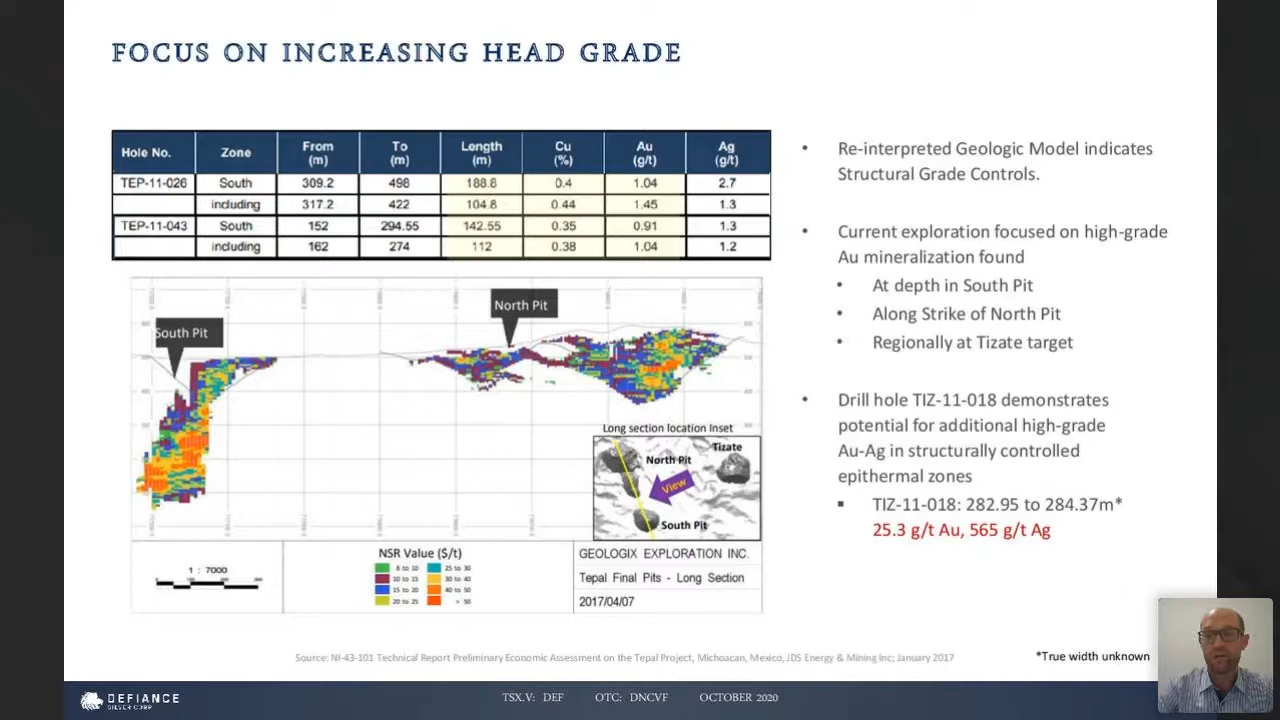 FOCUS ON INCREASING HEAD GRADE
Hole No. Zone From (m) To (m) Length (m) Cu (%) Au (g/t) Ag (g/t)
TEP-11-026 South 309.2 498 188.8 0.4 1.04 2.7
including 317.2 422 104.8 0.44 1.45 1.3
TEP-11-043 South 152 294.55 142.55 0.35 0.91 1.3
including 162 274 112 0.38 1.04 1.2
South Pit
North Pit
Long section location Inset
Tizate
North Pit
View
South Pit
1 : 7000
NSR Value ($/t)
8 to 10 25 to 30
10 to 15 30 to 40
15 to 20 40 to 50
20 to 25 > 50
GEOLOGIX EXPLORATION INC.
Tepal Final Pits - Long Section
2017/04/07
• Re-interpreted Geologic Model indicates
Structural Grade Controls.
• Current exploration focused on high-grade
Au mineralization found
• At depth in South Pit
• Along Strike of North Pit
• Regionally at Tizate target
• Drill hole TIZ-11-018 demonstrates
potential for additional high-grade
Au-Ag in structurally controlled
epithermal zones
▪ TIZ-11-018: 282.95 to 284.37m*
25.3 g/t Au, 565 g/t Ag
Source: NI-43-101 Technical Report Preliminary Economic Assessment on the Tepal Project, Michoacan, Mexico, JDS Energy & Mining Inc; January 2017
*True width unknown
DEFIANCE
SILVER CORP
TSX.V: DEF OTC: DNCVF OCTOBER 2020